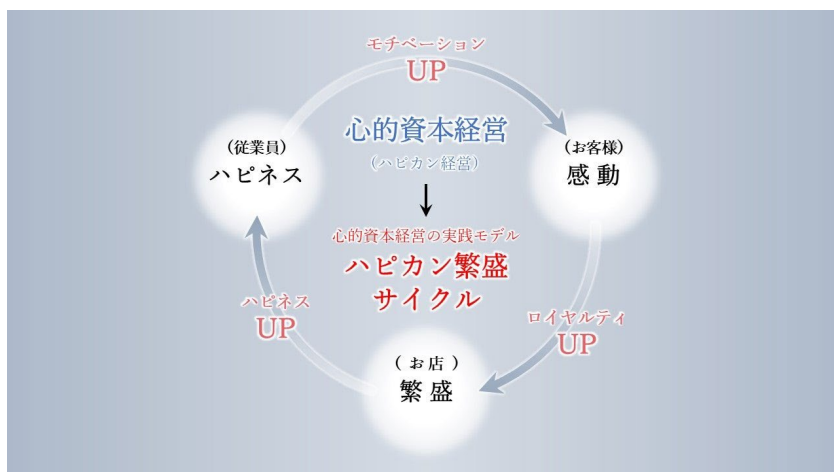 モチベーション
UP
心的資本経営
(ハピカン経営)
(従業員)
ハピネス
(お客様)
感動
心的資本経営の実践モデル
ハピカン繁盛
サイクル
ハピネス
UP
ロイヤルティ
UP
(お店)
繁盛